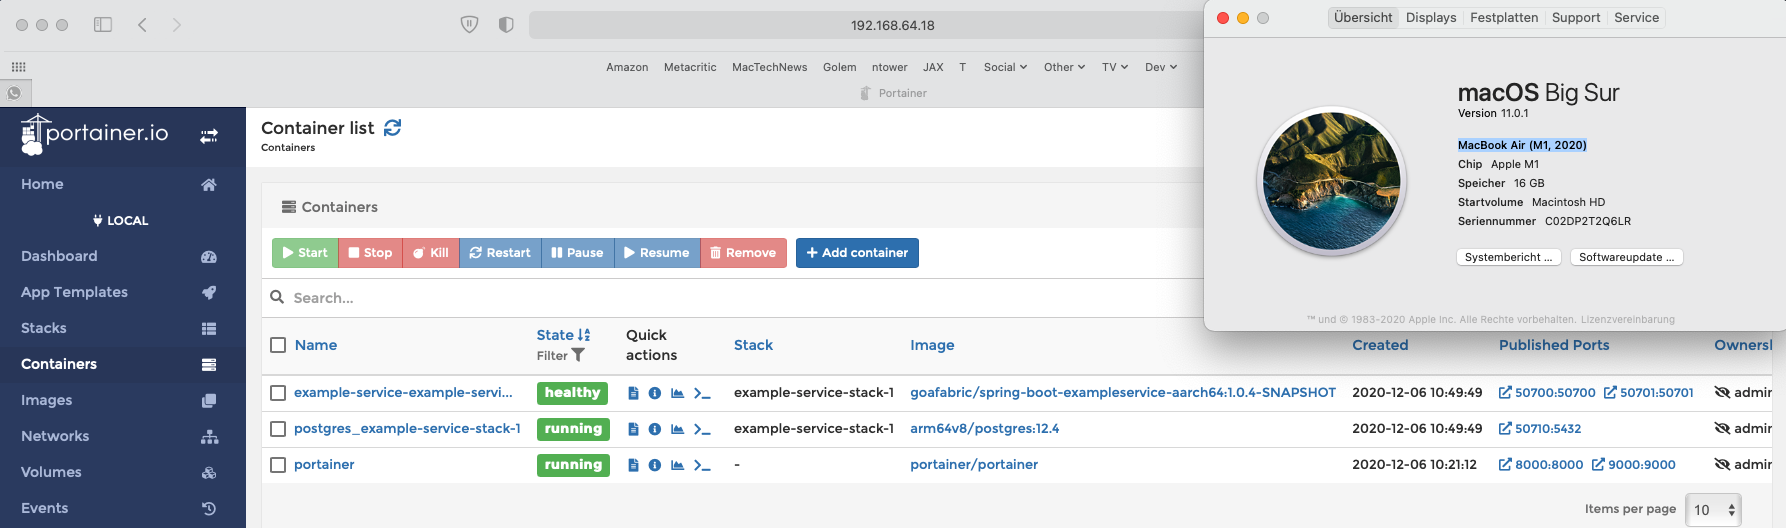 192.168.64.18
Amazon Metacritic MacTechNews Golem ntower JAX T Social Other TV Dev
Portainer
Übersicht Displays Festplatten Support Service
macOS Big Sur
Version 11.0.1
MacBook Air (M1, 2020)
Chip Apple M1
Speicher 16 GB
Startvolume Macintosh HD
Seriennummer C02DP2T2Q6LR
Systembericht ... Softwareupdate ...
™ und © 1983-2020 Apple Inc. Alle Rechte vorbehalten. Lizenzvereinbarung
portainer.io
Home
LOCAL
Dashboard
App Templates
Stacks
Containers
Images
Networks
Volumes
Events
Container list
Containers
Containers
Start Stop Kill Restart Pause Resume Remove Add container
Search...
Name State Filter Quick actions Stack Image Created Published Ports Ownersh
example-service-example-servi... healthy example-service-stack-1 goafabric/spring-boot-exampleservice-aarch64:1.0.4-SNAPSHOT 2020-12-06 10:49:49 50700:50700 50701:50701 admin
postgres_example-service-stack-1 running example-service-stack-1 arm64v8/postgres:12.4 2020-12-06 10:49:49 50710:5432 admin
portainer running - portainer/portainer 2020-12-06 10:21:12 8000:8000 9000:9000 admin
Items per page 10